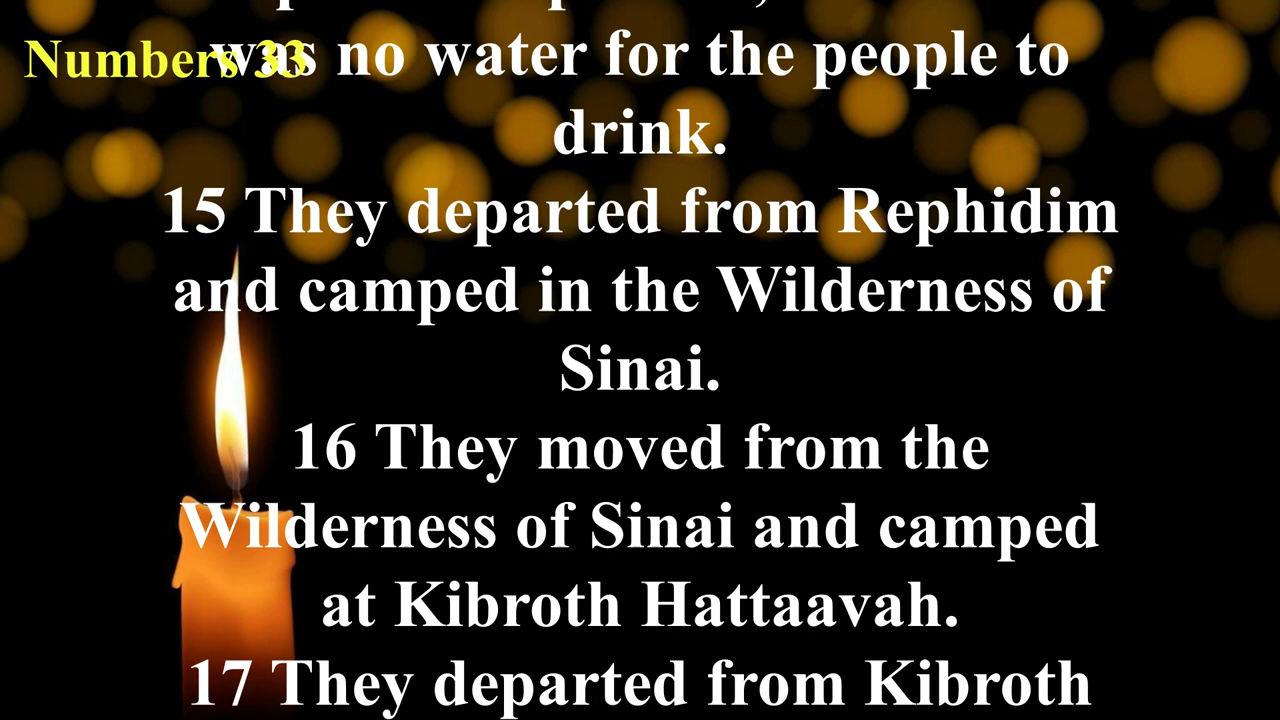 Numbers 33
was no water for the people to
drink.
15 They departed from Rephidim
and camped in the Wilderness of
Sinai.
16 They moved from the
Wilderness of Sinai and camped
at Kibroth Hattaavah.
17 They departed from Kibroth